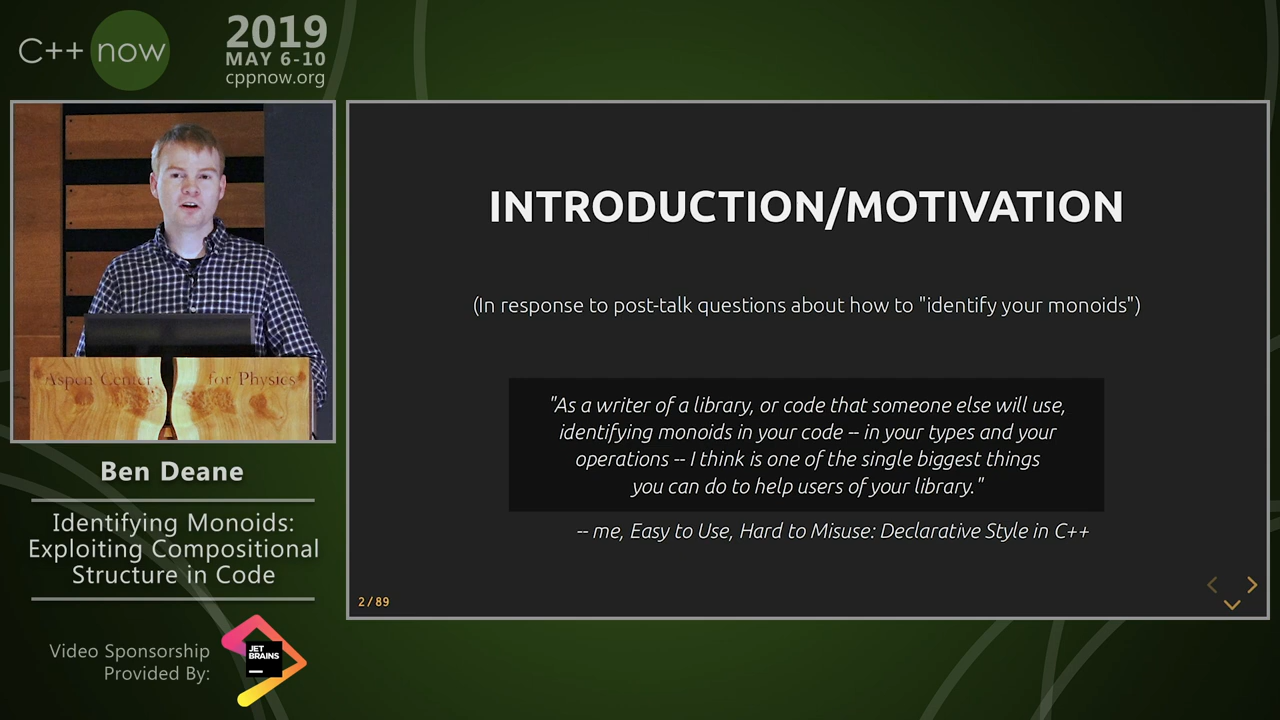 C++ now
2019
MAY 6-10
cppnow.org
Aspen Center for Physics
Ben Deane
Identifying Monoids:
Exploiting Compositional
Structure in Code
Video Sponsorship
Provided By:
JET
BRAINS
INTRODUCTION/MOTIVATION
(In response to post-talk questions about how to "identify your monoids")
"As a writer of a library, or code that someone else will use,
identifying monoids in your code -- in your types and your
operations -- I think is one of the single biggest things
you can do to help users of your library."
-- me, Easy to Use, Hard to Misuse: Declarative Style in C++
2/89